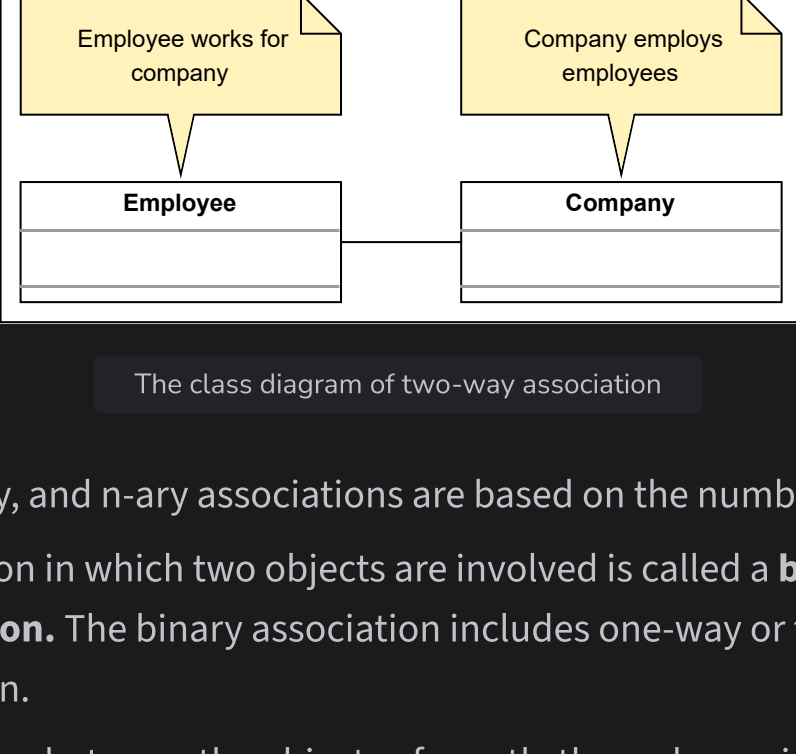 Employee works for
company
Company employs
employees
Employee
Company
The class diagram of two-way association
, and n-ary associations are based on the
on in which two objects are involved is called a
on. The binary association includes one-way or
n.